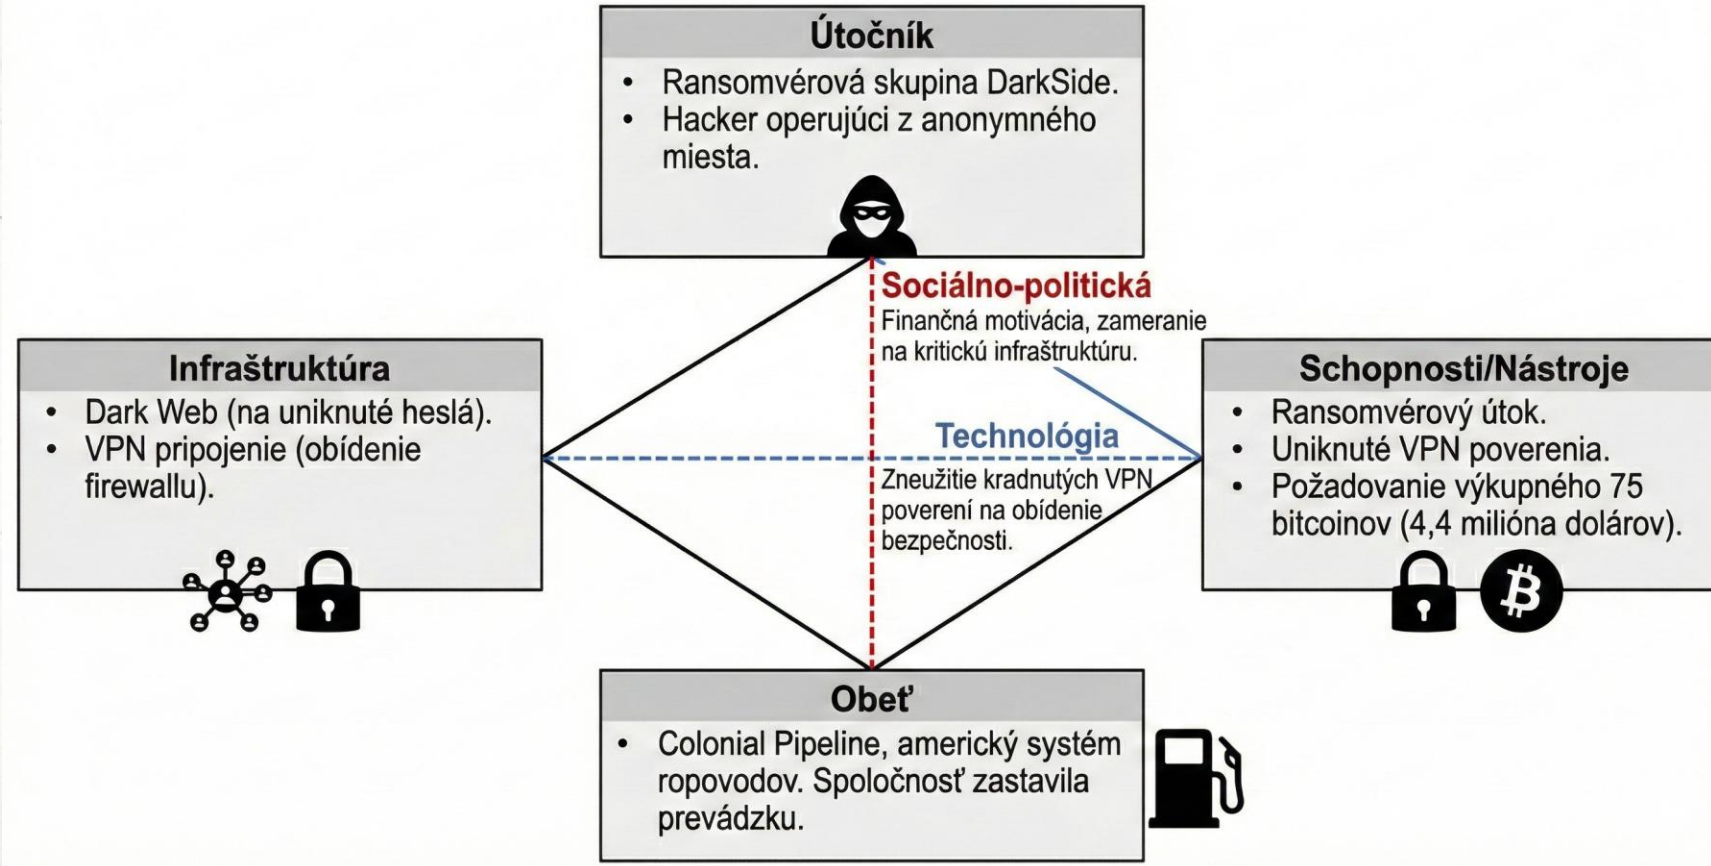 Útočník
• Ransomvérová skupina DarkSide.
• Hacker operujúci z anonymného
miesta.
Sociálno-politická
Finančná motivácia, zameranie
na kritickú infraštruktúru.
Infraštruktúra
• Dark Web (na uniknuté heslá).
• VPN pripojenie (obídenie
firewallu).
Technológia
Zneužitie kradnutých VPN
poverení na obídenie
bezpečnosti.
Schopnosti/Nástroje
• Ransomvérový útok.
• Uniknuté VPN poverenia.
• Požadovanie výkupného 75
bitcoinov (4,4 milióna dolárov).
Obeť
• Colonial Pipeline, americký systém
ropovodov. Spoločnosť zastavila
prevádzku.